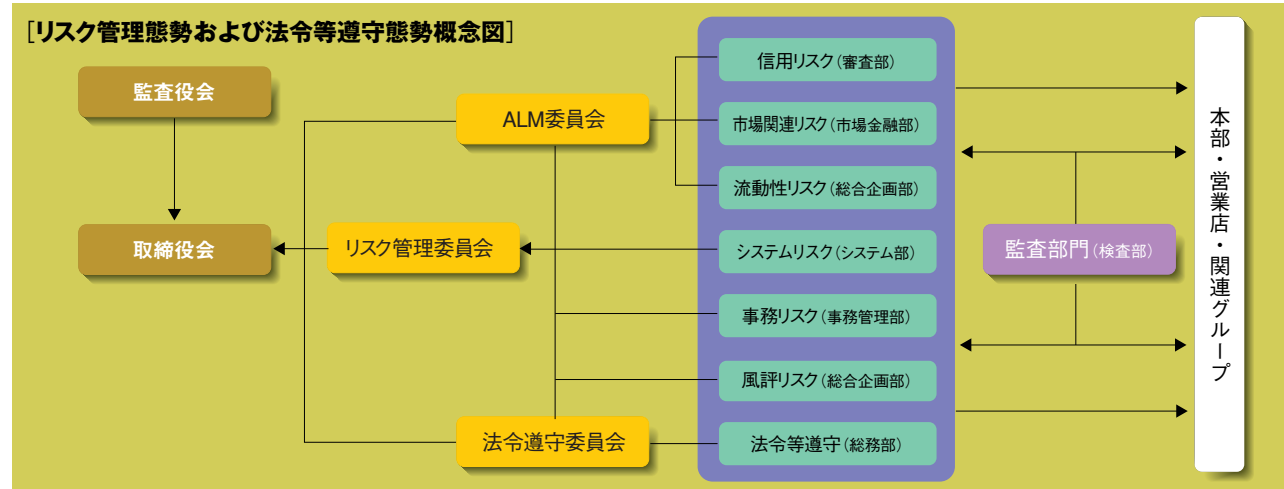 [リスク管理態勢および法令等遵守態勢概念図]
監査役会
取締役会
ALM委員会
リスク管理委員会
法令遵守委員会
信用リスク(審査部)
市場関連リスク(市場金融部)
流動性リスク(総合企画部)
システムリスク(システム部)
事務リスク(事務管理部)
風評リスク(総合企画部)
法令等遵守(総務部)
監査部門(検査部)
本部・営業店・関連グループ